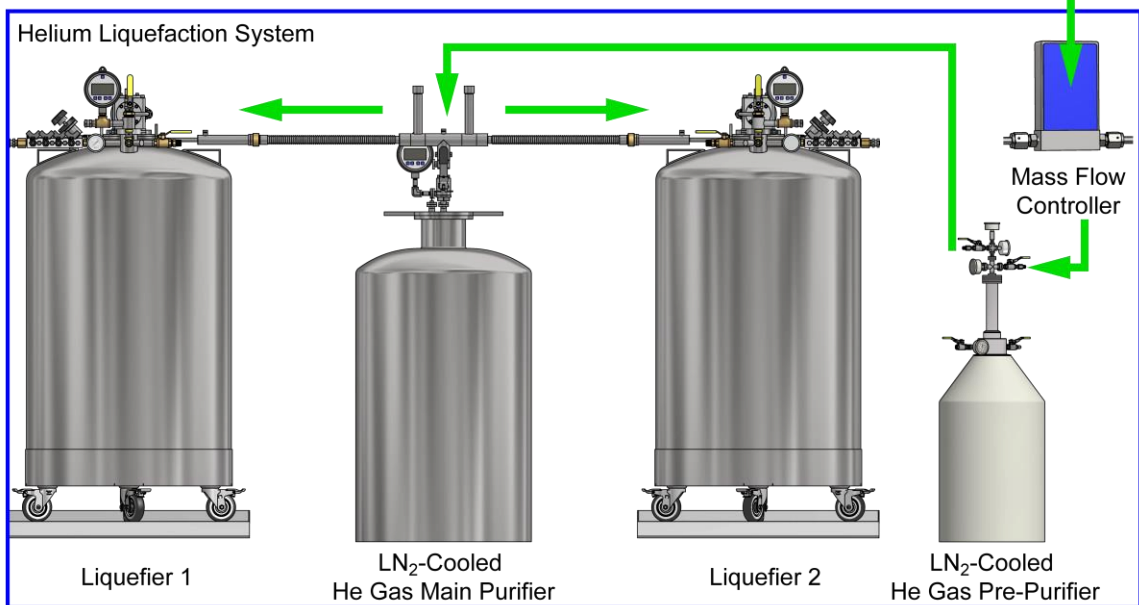 Helium Liquefaction System
Mass Flow
Controller
Liquefier 1
LN₂-Cooled
He Gas Main Purifier
Liquefier 2
LN₂-Cooled
He Gas Pre-Purifier